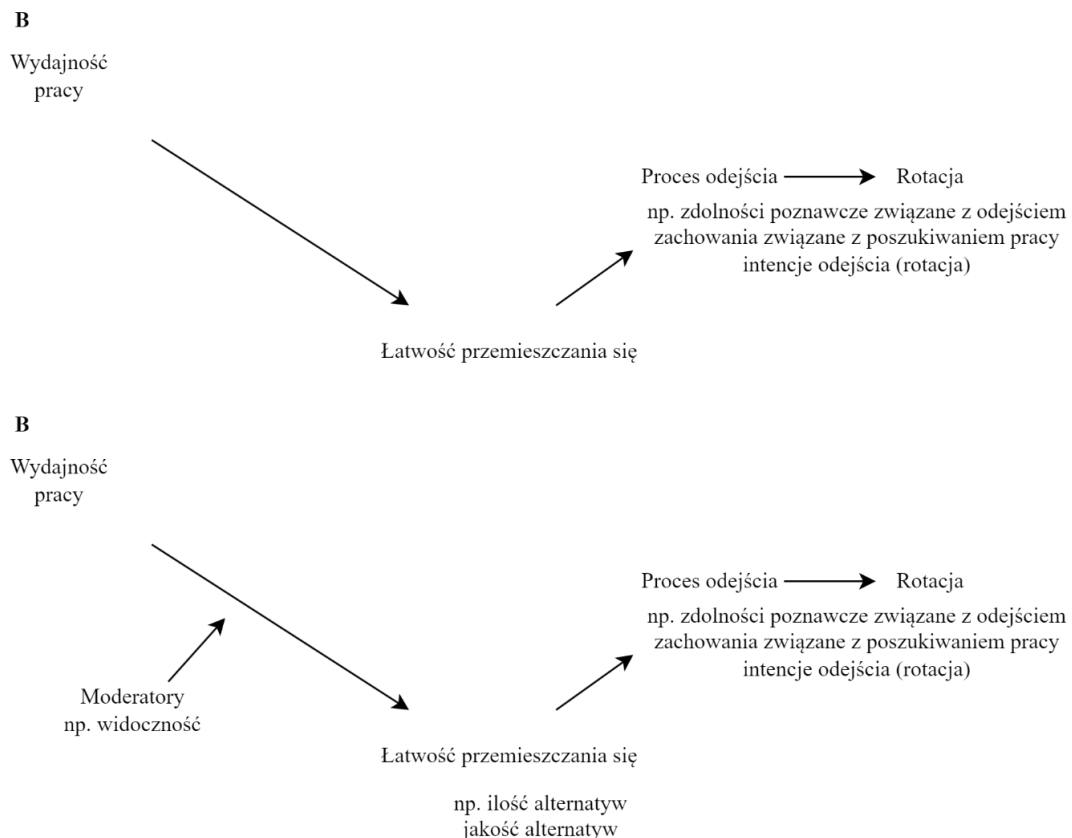 B
Wydajność
pracy
Proces odejścia Rotacja
np. zdolności poznawcze związane z odejściem
zachowania związane z poszukiwaniem pracy
intencje odejścia (rotacja)
Łatwość przemieszczania się
B
Wydajność
pracy
Proces odejścia Rotacja
np. zdolności poznawcze związane z odejściem
zachowania związane z poszukiwaniem pracy
intencje odejścia (rotacja)
Moderatory
np. widoczność
Łatwość przemieszczania się
np. ilość alternatyw
jakość alternatyw